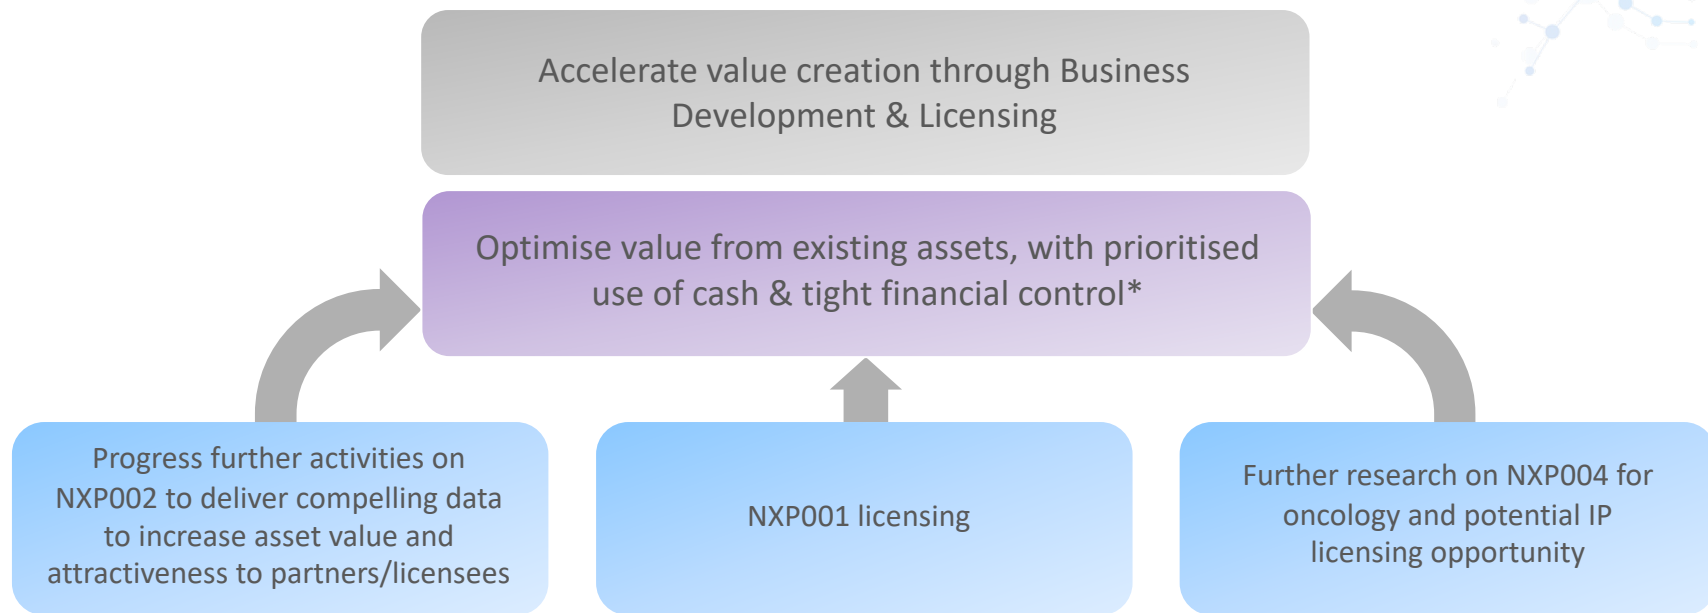 Accelerate value creation through Business
Development & Licensing
Optimise value from existing assets, with prioritised
use of cash & tight financial control*
Progress further activities on
NXP002 to deliver compelling data
to increase asset value and
attractiveness to partners/licensees
NXP001 licensing
Further research on NXP004 for
oncology and potential IP
licensing opportunity